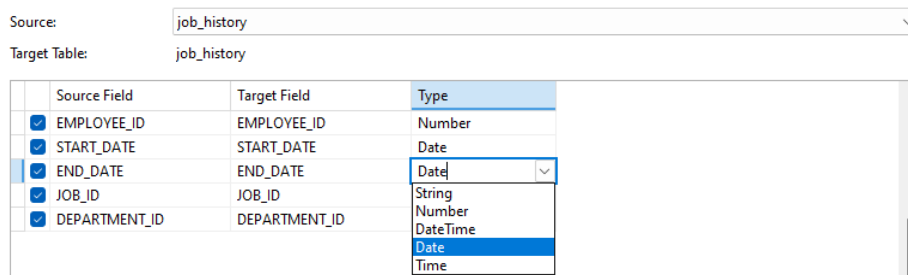 Source: job_history
Target Table: job_history
Source Field Target Field Type
EMPLOYEE_ID EMPLOYEE_ID Number
START_DATE START_DATE Date
END_DATE END_DATE Date
JOB_ID JOB_ID String
DEPARTMENT_ID DEPARTMENT_ID Number
DateTime
Date
Time